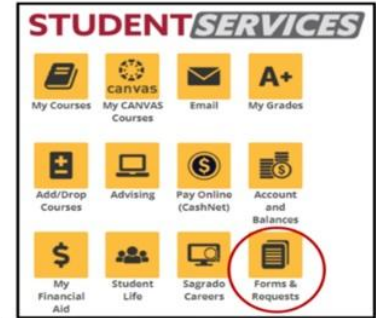 STUDENT SERVICES
canvas
A+
My Courses My CANVAS Courses Email My Grades
Add/Drop Courses Advising Pay Online (CashNet) Account and Balances
$
My Financial Aid Student Life Sagrado Careers Forms & Requests